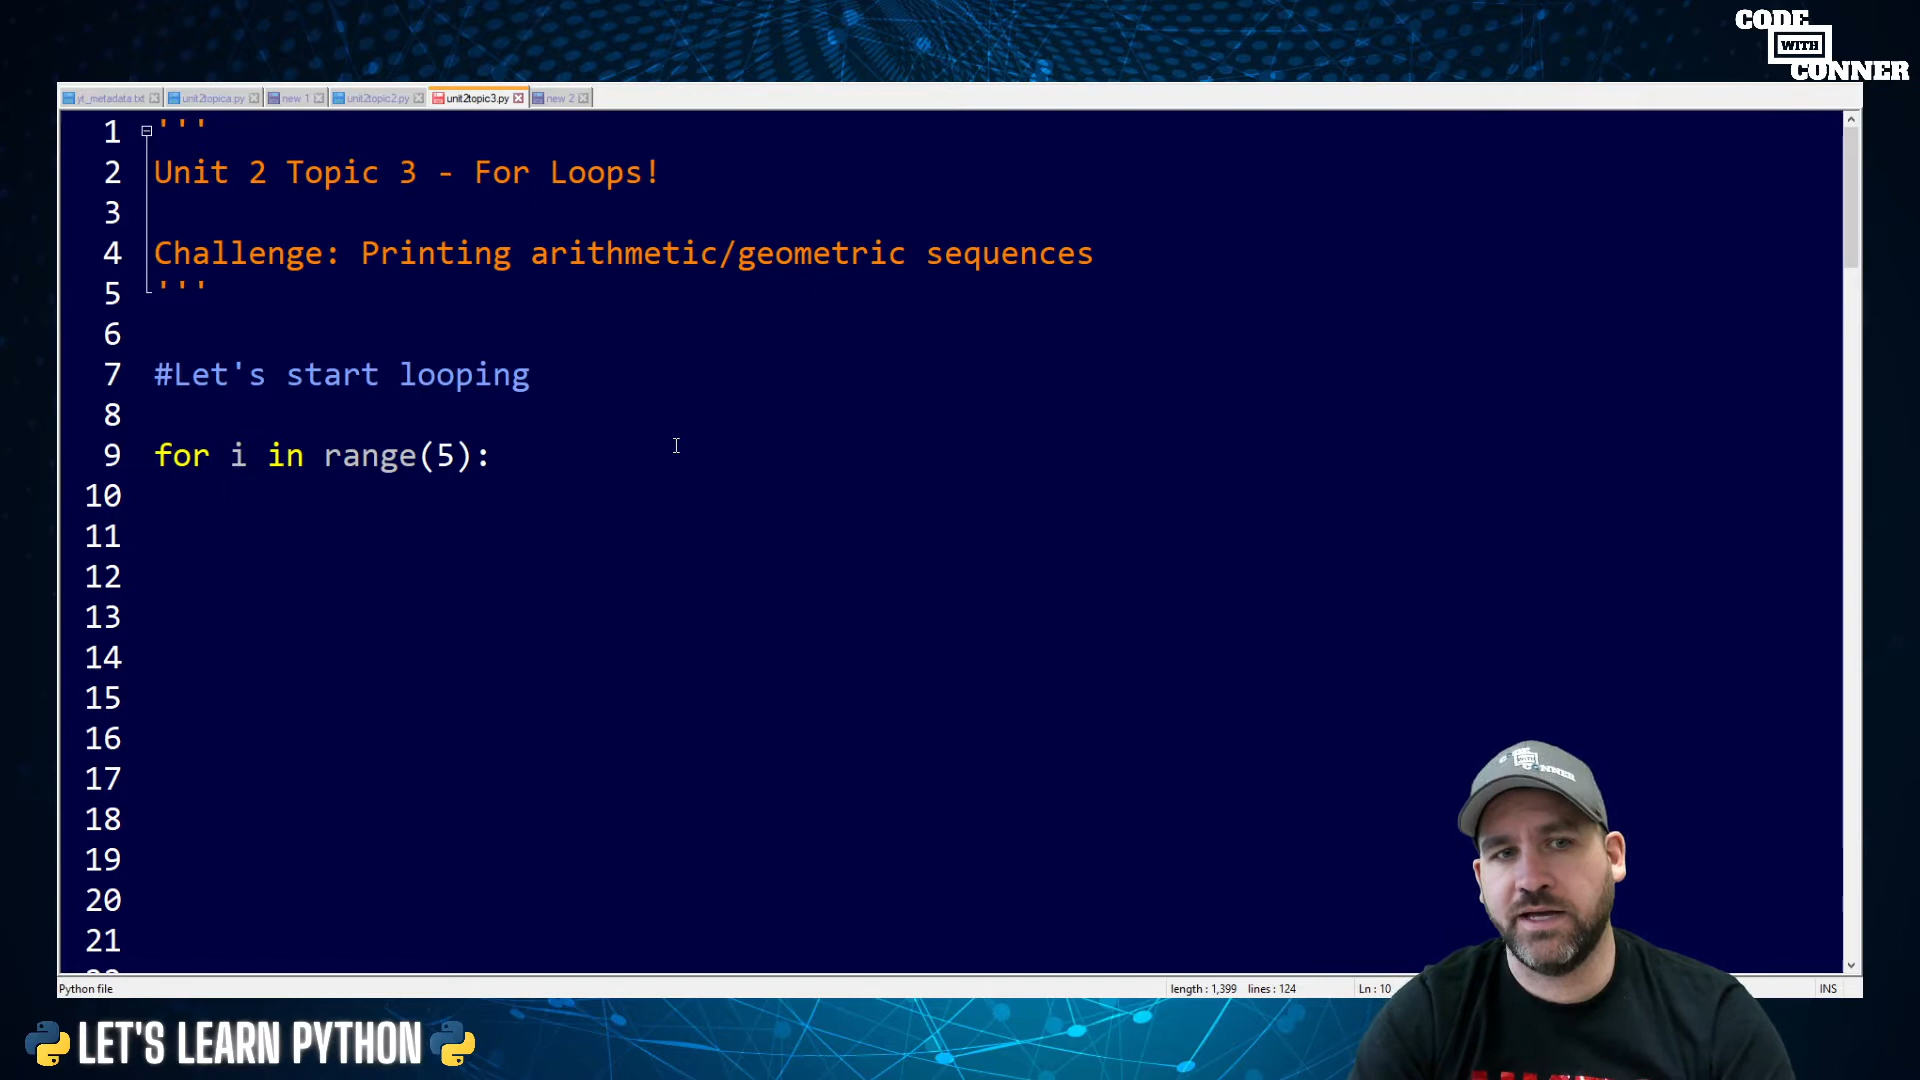 CODE
WITH
CONNER
yt_metadata.txt unit2topica.py new 1 unit2topic2.py unit2topic3.py new 2
1 '''
2 Unit 2 Topic 3 - For Loops!
3
4 Challenge: Printing arithmetic/geometric sequences
5 '''
6
7 #Let's start looping
8
9 for i in range(5):
10
11
12
13
14
15
16
17
18
19
20
21
Python file length : 1,399 lines : 124 Ln : 10 INS
LET'S LEARN PYTHON